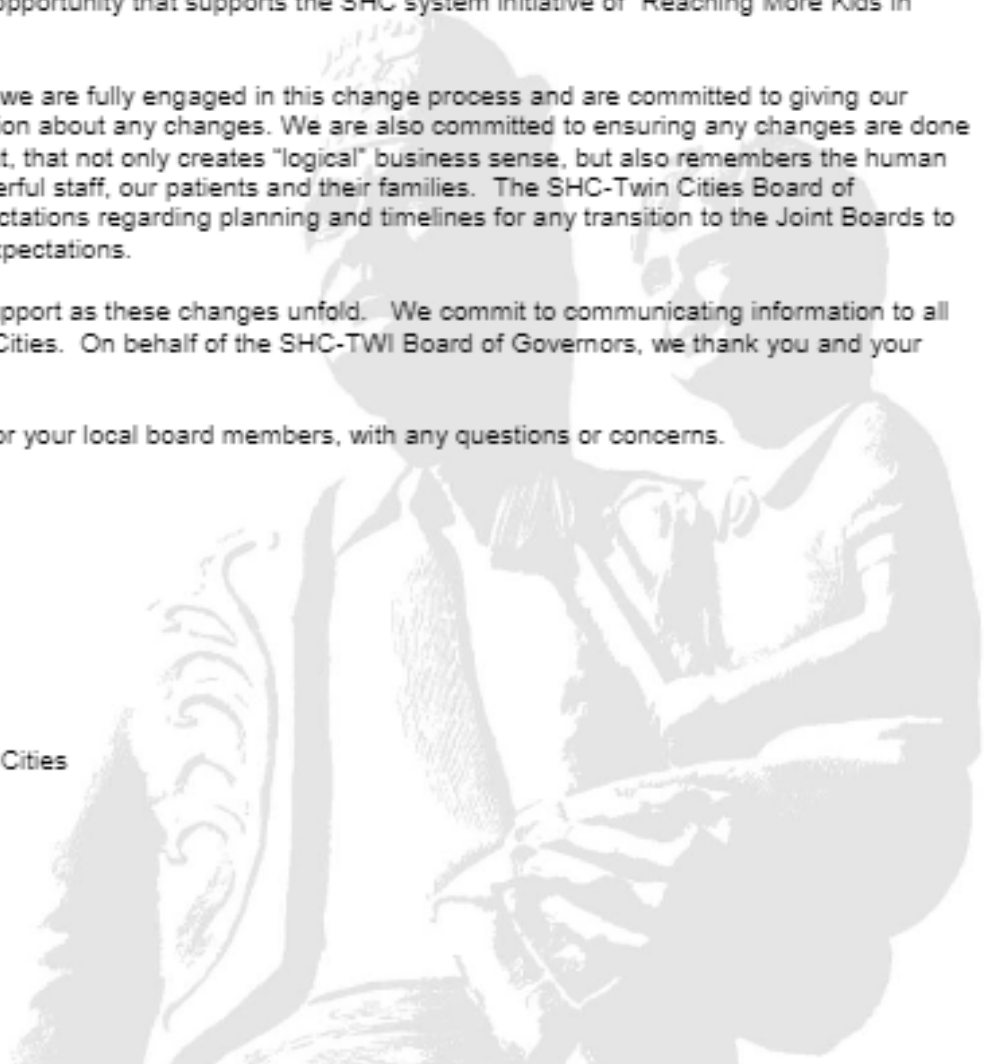 opportunity that supports the SHC system initiative of "Reaching More Kids in
we are fully engaged in this change process and are committed to giving our
ion about any changes. We are also committed to ensuring any changes are done
t, that not only creates "logical" business sense, but also remembers the human
erful staff, our patients and their families. The SHC-Twin Cities Board of
ctations regarding planning and timelines for any transition to the Joint Boards to
xpectations.
upport as these changes unfold. We commit to communicating information to all
Cities. On behalf of the SHC-TWI Board of Governors, we thank you and your
or your local board members, with any questions or concerns.
Cities